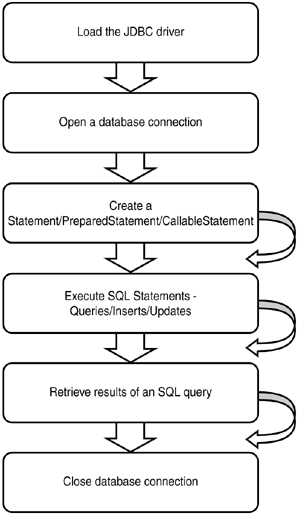 Load the JDBC driver
Open a database connection
Create a
Statement/PreparedStatement/CallableStatement
Execute SQL Statements -
Queries/Inserts/Updates
Retrieve results of an SQL query
Close database connection